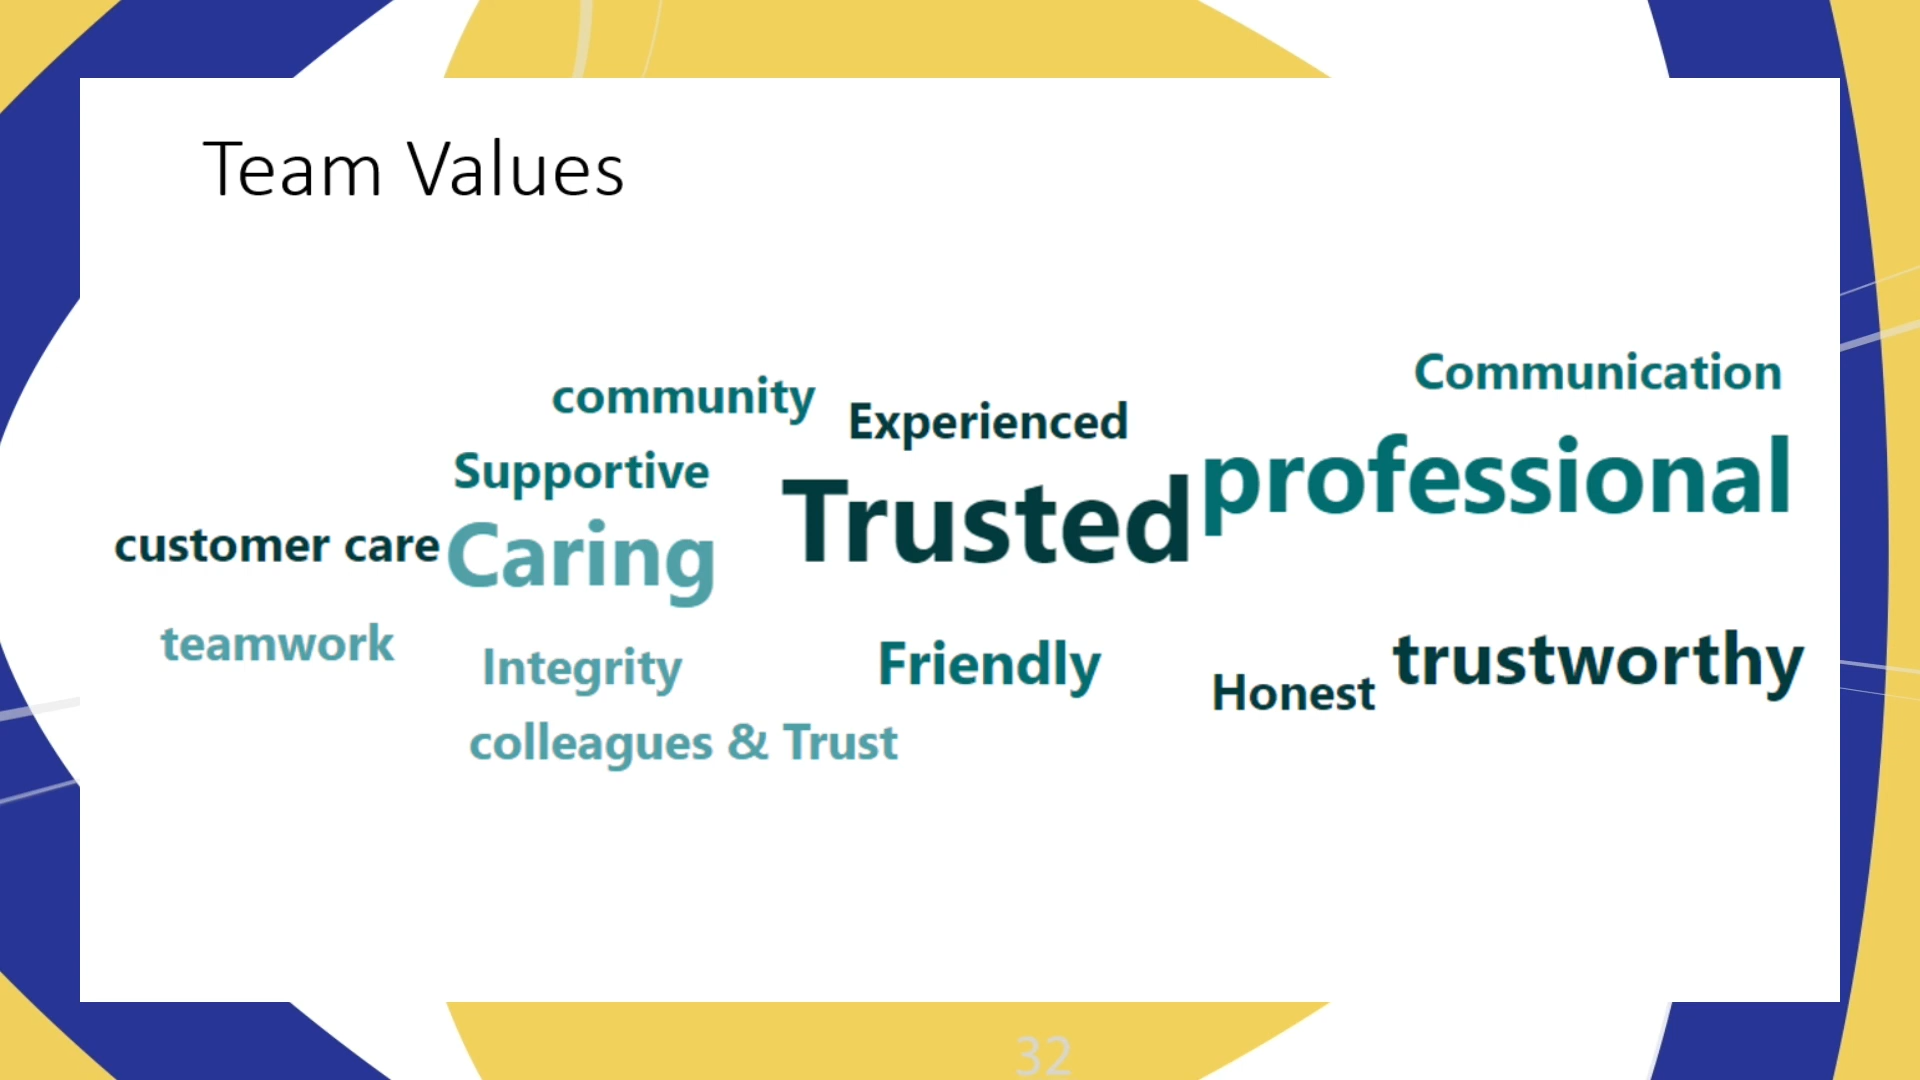 Team Values
Communication
community
Experienced
Supportive
professional
Trusted
customer care
Caring
teamwork
Integrity
Friendly
Honest
trustworthy
colleagues & Trust
32